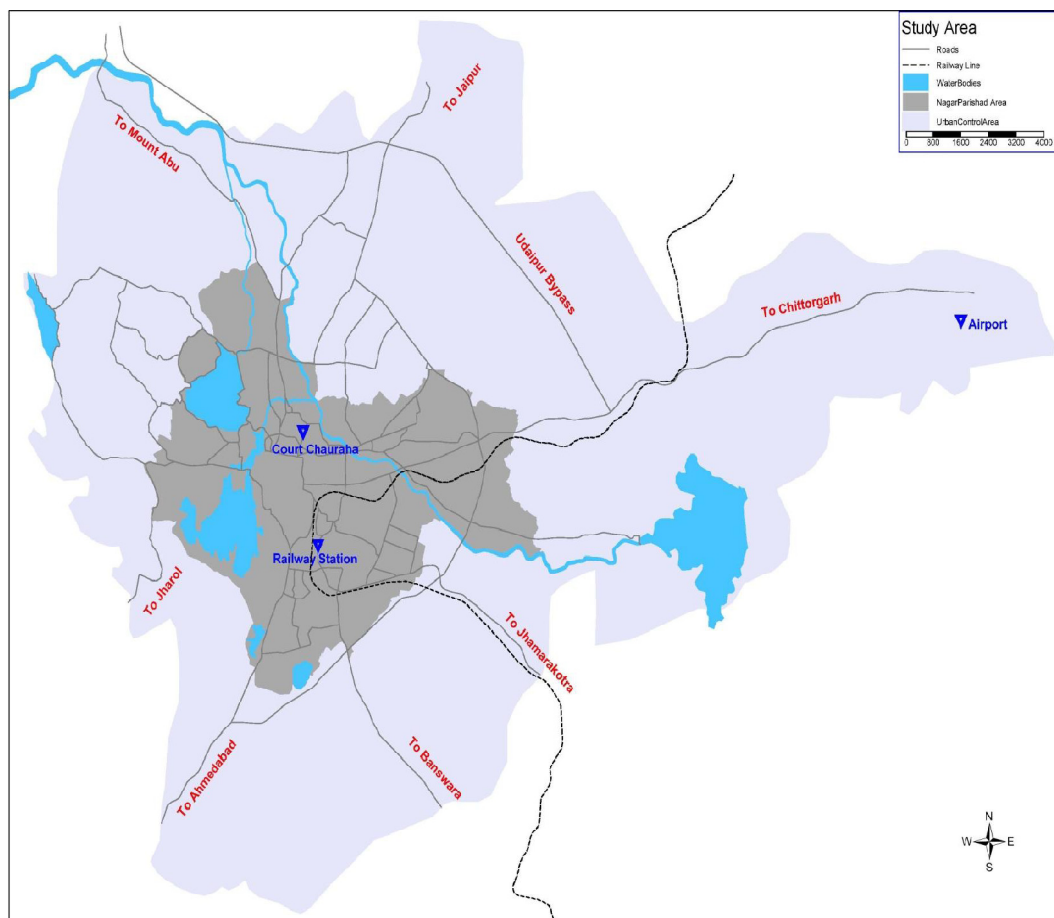 Study Area
Roads
Railway Line
WaterBodies
NagarParishad Area
UrbanControlArea
0 800 1600 2400 3200 4000
To Jaipur
To Mount Abu
Udaipur Bypass
To Chittorgarh
Airport
Court Chauraha
Railway Station
To Jharol
To Jhamarakotra
To Ahmedabad
To Banswara
N
W E
S